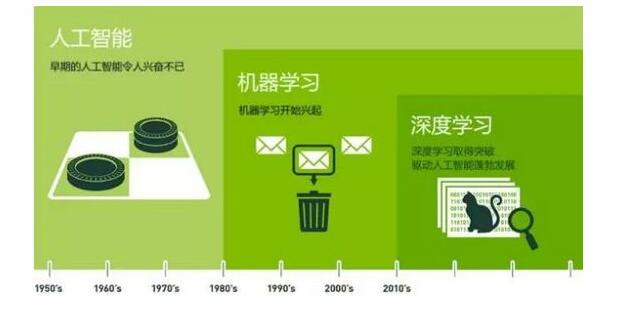 人工智能
早期的人工智能令人兴奋不已
机器学习
机器学习开始兴起
深度学习
深度学习取得突破
驱动人工智能蓬勃发展
1950's
1960's
1970's
1980's
1990's
2000's
2010's